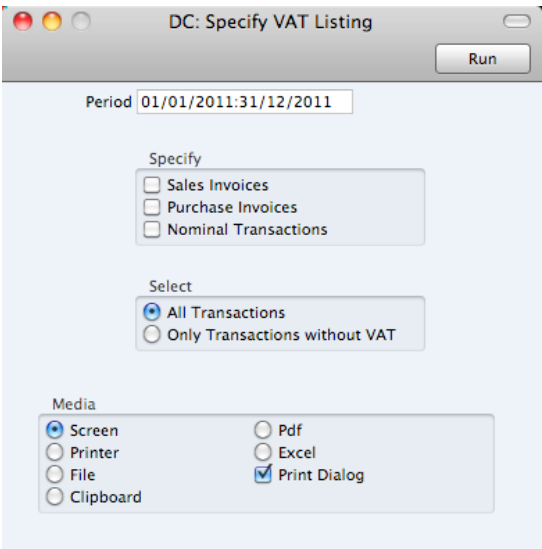 DC: Specify VAT Listing
Run
Period 01/01/2011:31/12/2011
Specify
Sales Invoices
Purchase Invoices
Nominal Transactions
Select
All Transactions
Only Transactions without VAT
Media
Screen
Printer
File
Clipboard
Pdf
Excel
Print Dialog